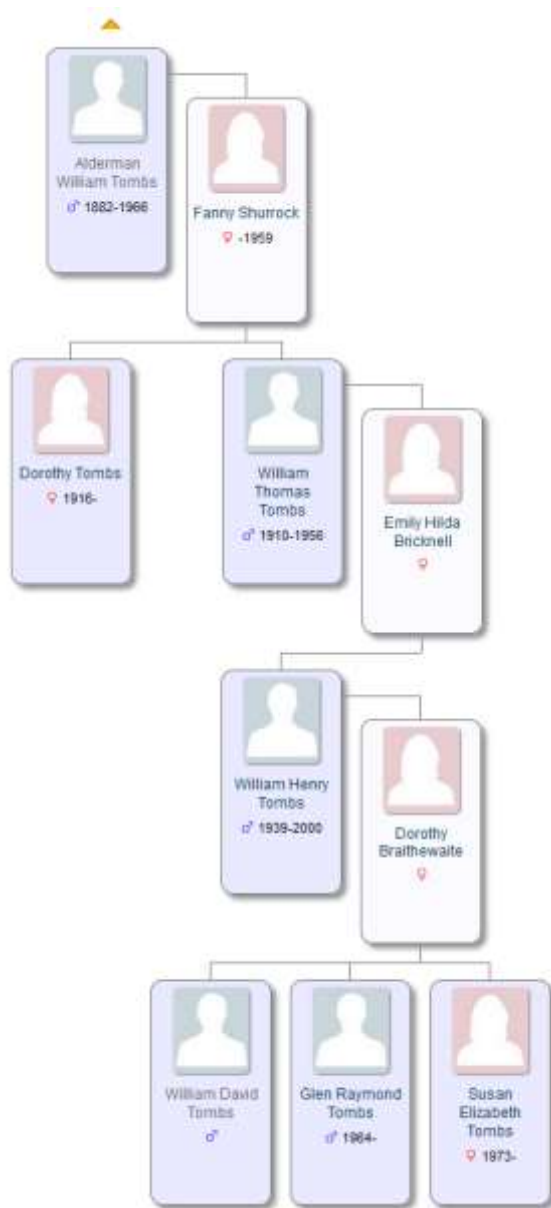 Alderman
William Tombs
♂ 1882-1966
Fanny Shurrock
♀ -1959
Dorothy Tombs
♀ 1916-
William
Thomas
Tombs
♂ 1910-1956
Emily Hilda
Bricknell
♀
William Henry
Tombs
♂ 1939-2000
Dorothy
Braithewaite
♀
William David
Tombs
♂
Glen Raymond
Tombs
♂ 1964-
Susan
Elizabeth
Tombs
♀ 1973-